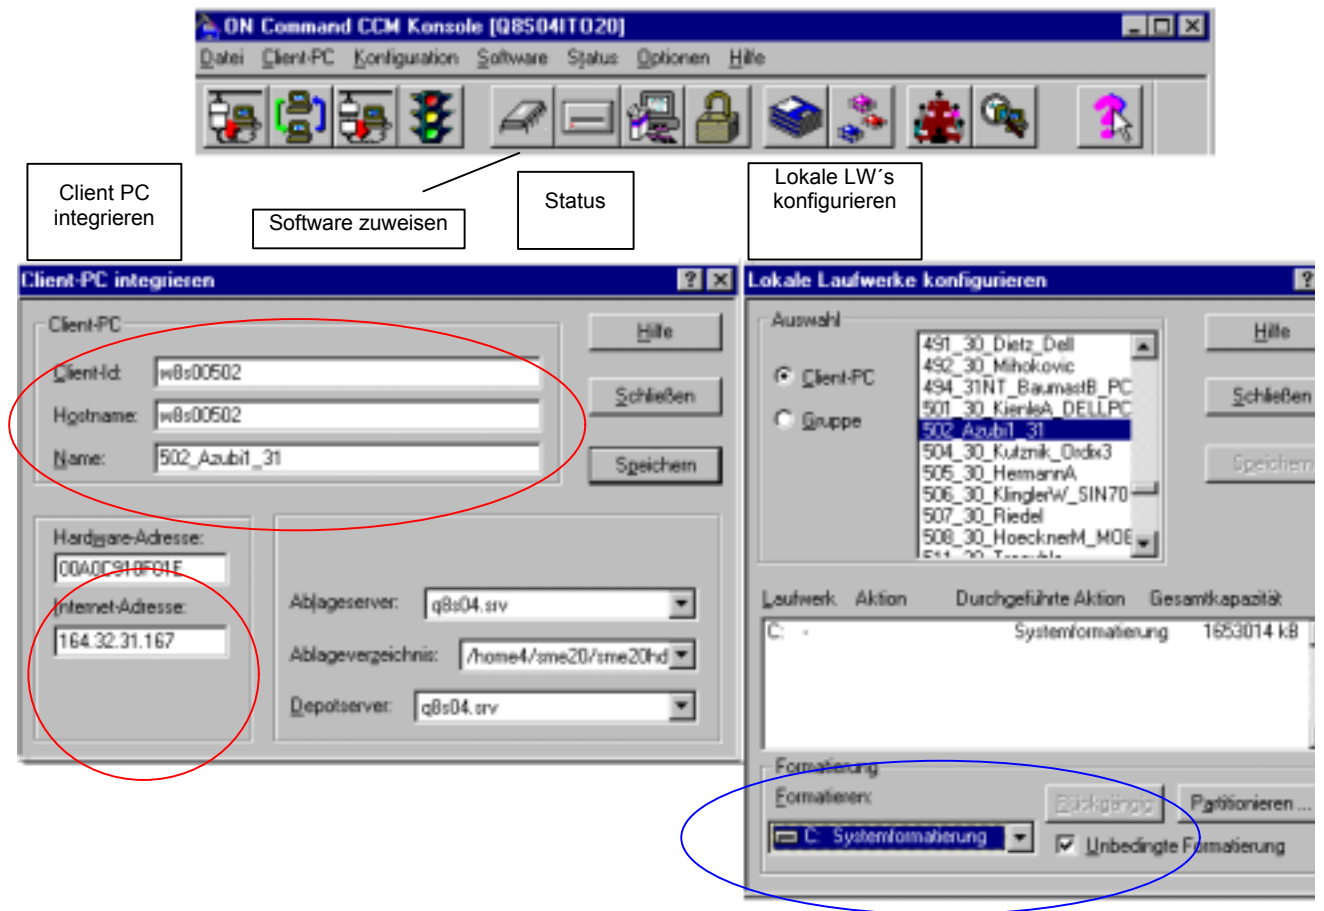 ON Command CCM Konsole [Q8S04ITO20]
Datei Client-PC Konfiguration Software Status Optionen Hilfe
Client PC
integrieren
Software zuweisen
Status
Lokale LW´s
konfigurieren
Client-PC integrieren
Client-PC
Hilfe
Client-Id: w8s00502
Schließen
Hostname: w8s00502
Name: 502_Azubi1_31
Speichern
Hardware-Adresse:
00A0C910F01E
Internet-Adresse:
164.32.31.167
Ablageserver: q8s04.srv
Ablageverzeichnis: /home4/sme20/sme20hd
Depotserver: q8s04.srv
Lokale Laufwerke konfigurieren
Auswahl
Client-PC
Gruppe
491_30_Dietz_Dell
492_30_Mihokovic
494_31NT_BaumastB_PC
501_30_KienleA_DELLPC
502_Azubi1_31
504_30_Kutznik_Ordix3
505_30_HermannA
506_30_KlinglerW_SIN70
507_30_Riedel
508_30_HoecknerM_MOB
Hilfe
Schließen
Speichern
Laufwerk Aktion Durchgeführte Aktion Gesamtkapazität
C: - Systemformatierung 1653014 kB
Formatierung
Formatieren:
Rückgängig
Partitionieren ...
C: Systemformatierung
Unbedingte Formatierung